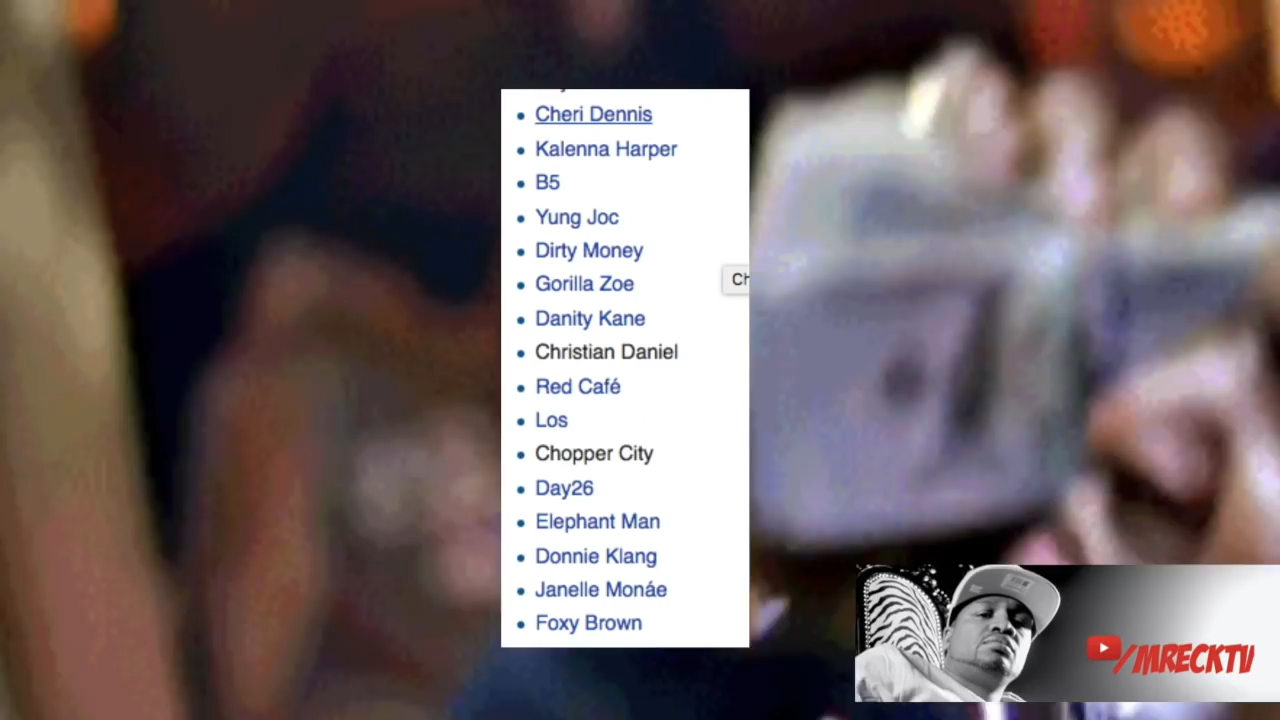 Cheri Dennis
Kalenna Harper
B5
Yung Joc
Dirty Money
Ch
Gorilla Zoe
Danity Kane
Christian Daniel
Red Café
Los
Chopper City
Day26
Elephant Man
Donnie Klang
Janelle Monáe
Foxy Brown
/MRECKTV